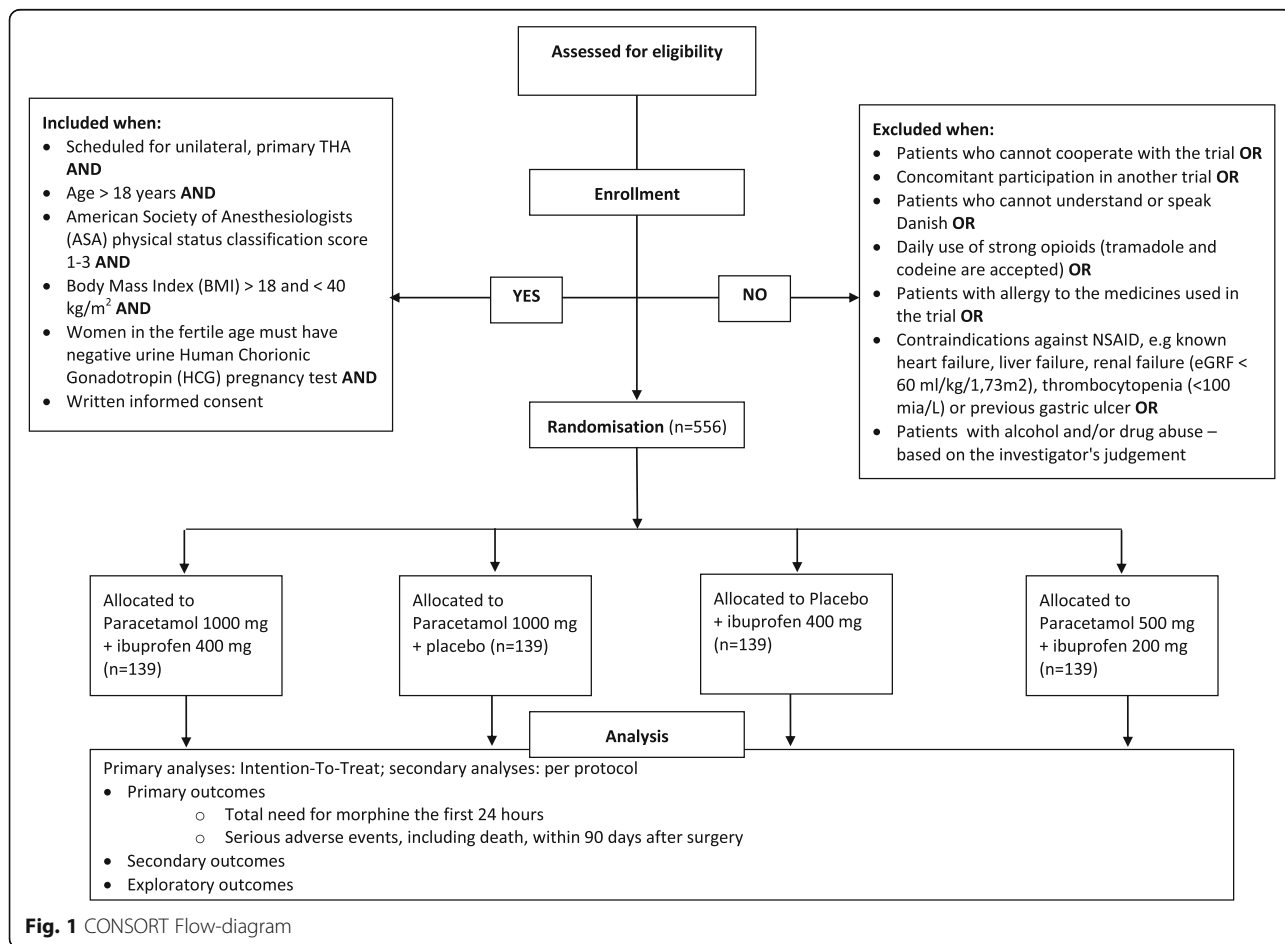 Assessed for eligibility
Included when:
• Scheduled for unilateral, primary THA
AND
• Age > 18 years AND
• American Society of Anesthesiologists
(ASA) physical status classification score
1-3 AND
• Body Mass Index (BMI) > 18 and < 40
kg/m² AND
• Women in the fertile age must have
negative urine Human Chorionic
Gonadotropin (HCG) pregnancy test AND
• Written informed consent
Enrollment
YES
NO
Excluded when:
• Patients who cannot cooperate with the trial OR
• Concomitant participation in another trial OR
• Patients who cannot understand or speak
Danish OR
• Daily use of strong opioids (tramadole and
codeine are accepted) OR
• Patients with allergy to the medicines used in
the trial OR
• Contraindications against NSAID, e.g known
heart failure, liver failure, renal failure (eGRF <
60 ml/kg/1,73m2), thrombocytopenia (<100
mia/L) or previous gastric ulcer OR
• Patients with alcohol and/or drug abuse –
based on the investigator's judgement
Randomisation (n=556)
Allocated to
Paracetamol 1000 mg
+ ibuprofen 400 mg
(n=139)
Allocated to
Paracetamol 1000 mg
+ placebo (n=139)
Allocated to Placebo
+ ibuprofen 400 mg
(n=139)
Allocated to
Paracetamol 500 mg
+ ibuprofen 200 mg
(n=139)
Analysis
Primary analyses: Intention-To-Treat; secondary analyses: per protocol
• Primary outcomes
o Total need for morphine the first 24 hours
o Serious adverse events, including death, within 90 days after surgery
• Secondary outcomes
• Exploratory outcomes
Fig. 1 CONSORT Flow-diagram